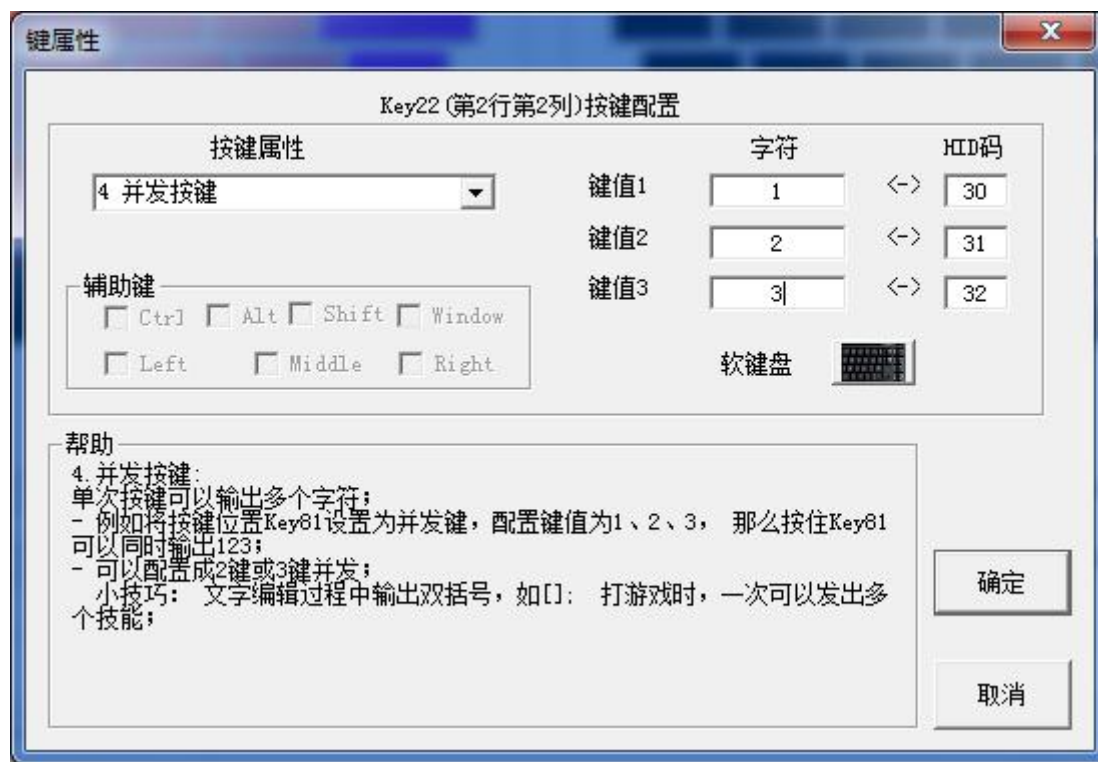 键属性
Key22(第2行第2列)按键配置
按键属性
字符
HID码
4 并发按键
键值1
1
<->
30
键值2
2
<->
31
键值3
3
<->
32
辅助键
Ctrl
Alt
Shift
Window
Left
Middle
Right
软键盘
帮助
4.并发按键:
单次按键可以输出多个字符;
- 例如将按键位置Key81设置为并发键，配置键值为1、2、3， 那么按住Key81
可以同时输出123;
- 可以配置成2键或3键并发;
小技巧： 文字编辑过程中输出双括号，如[]: 打游戏时，一次可以发出多
个技能;
确定
取消